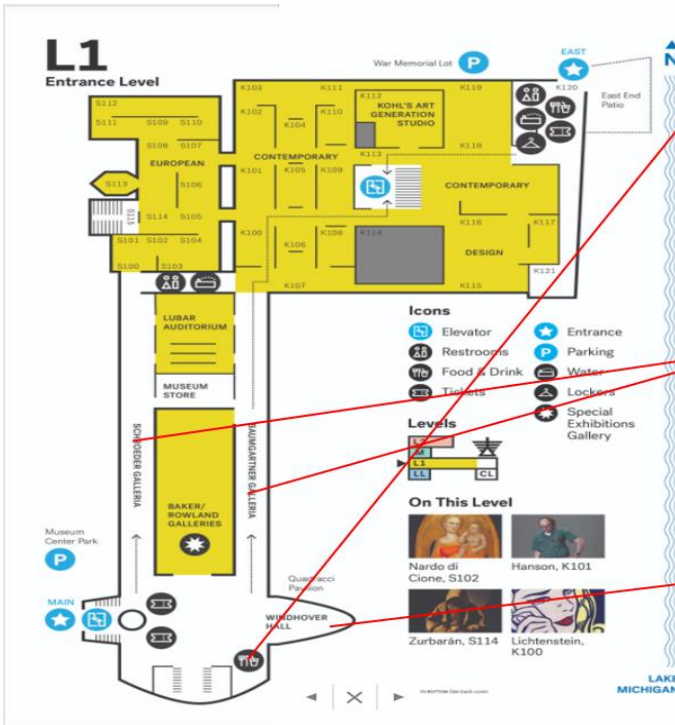 L1
Entrance Level
War Memorial Lot
P
EAST
N
S112
S111
S109
S110
S108
S107
EUROPEAN
S106
S113
S115
S114
S105
S101
S102
S104
S100
S103
K103
K111
K102
K110
K104
CONTEMPORARY
K101
K105
K109
K100
K106
K108
K107
K112
KOHL'S ART
GENERATION
STUDIO
K113
K119
K118
K120
East End
Patio
CONTEMPORARY
K116
K117
K114
DESIGN
K115
K121
LUBAR
AUDITORIUM
MUSEUM
STORE
SCHROEDER GALLERIA
BAUMGARTNER GALLERIA
BAKER/
ROWLAND
GALLERIES
Museum
Center Park
P
MAIN
Quadracci
Pavilion
WINDHOVER
HALL
Icons
Elevator
Entrance
Restrooms
P
Parking
Food & Drink
Water
Tickets
Lockers
Special
Exhibitions
Gallery
Levels
M
L1
LL
CL
On This Level
Nardo di
Cione, S102
Hanson, K101
Zurbarán, S114
Lichtenstein,
K100
LAKE
MICHIGAN